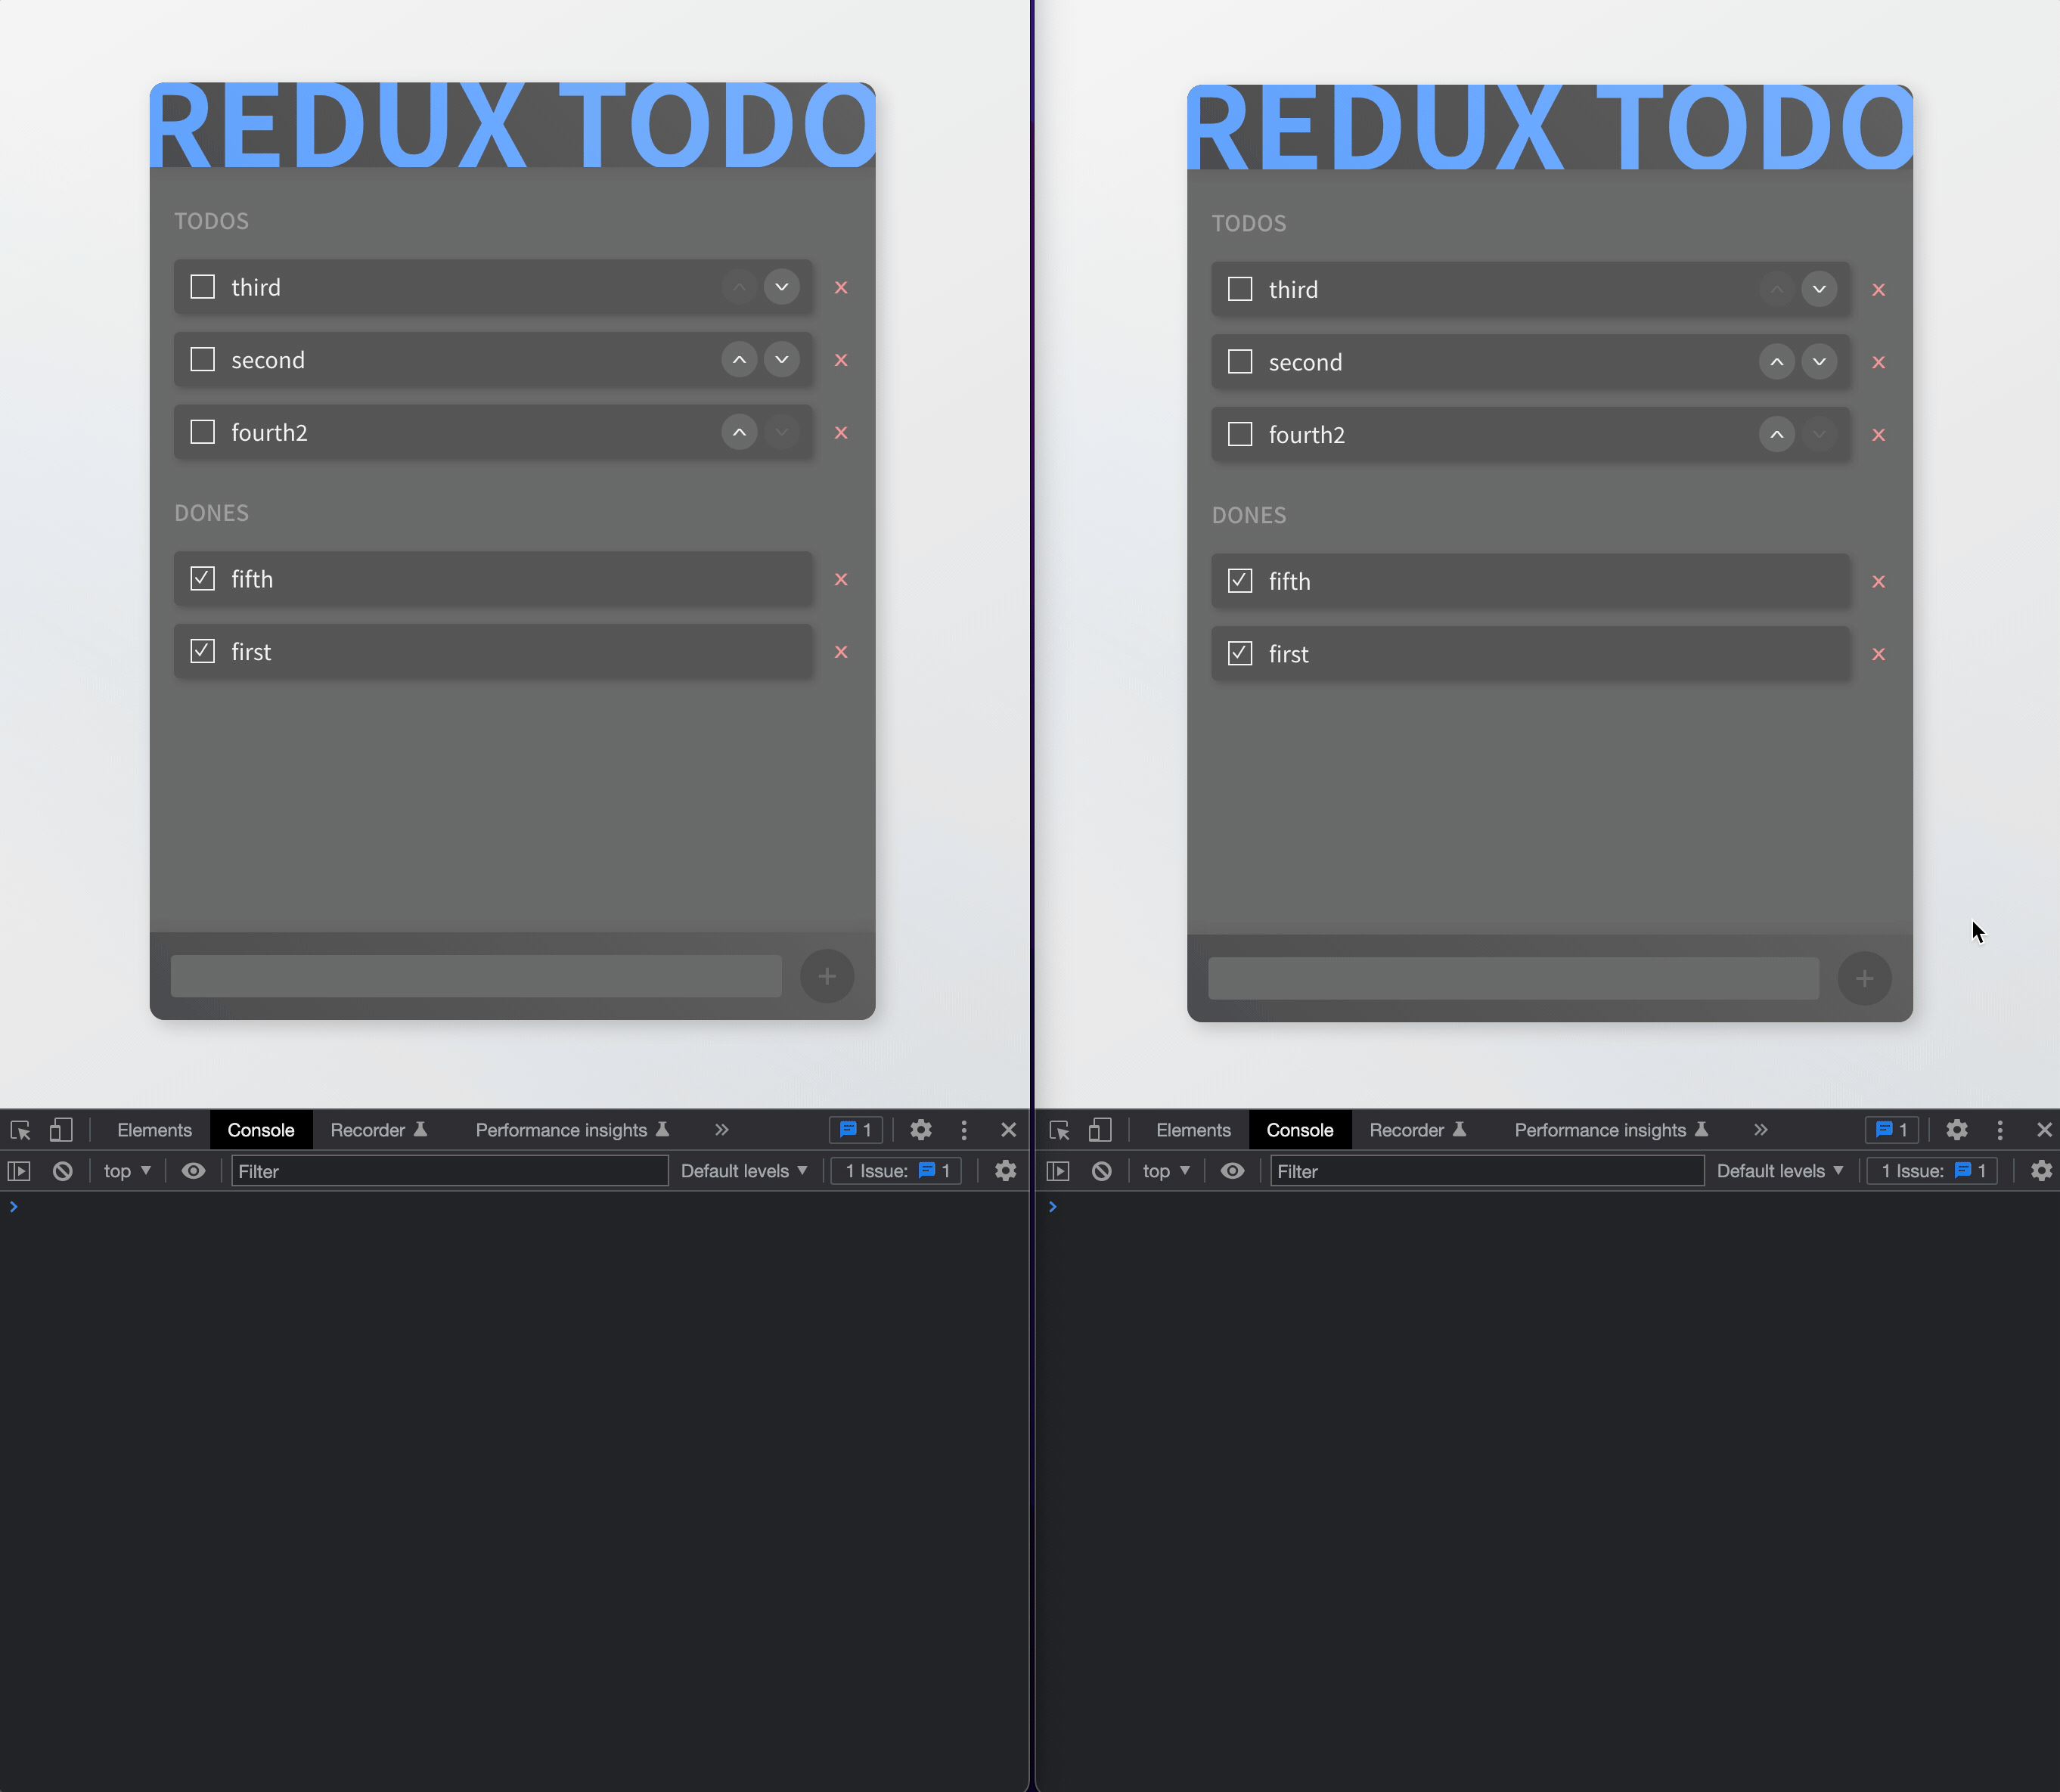 REDUX TODO
TODOS
third
x
second
x
fourth2
x
DONES
fifth
x
first
x
+
Elements Console Recorder Performance insights 1
top Filter Default levels 1 Issue: 1
REDUX TODO
TODOS
third
x
second
x
fourth2
x
DONES
fifth
x
first
x
+
Elements Console Recorder Performance insights 1
top Filter Default levels 1 Issue: 1